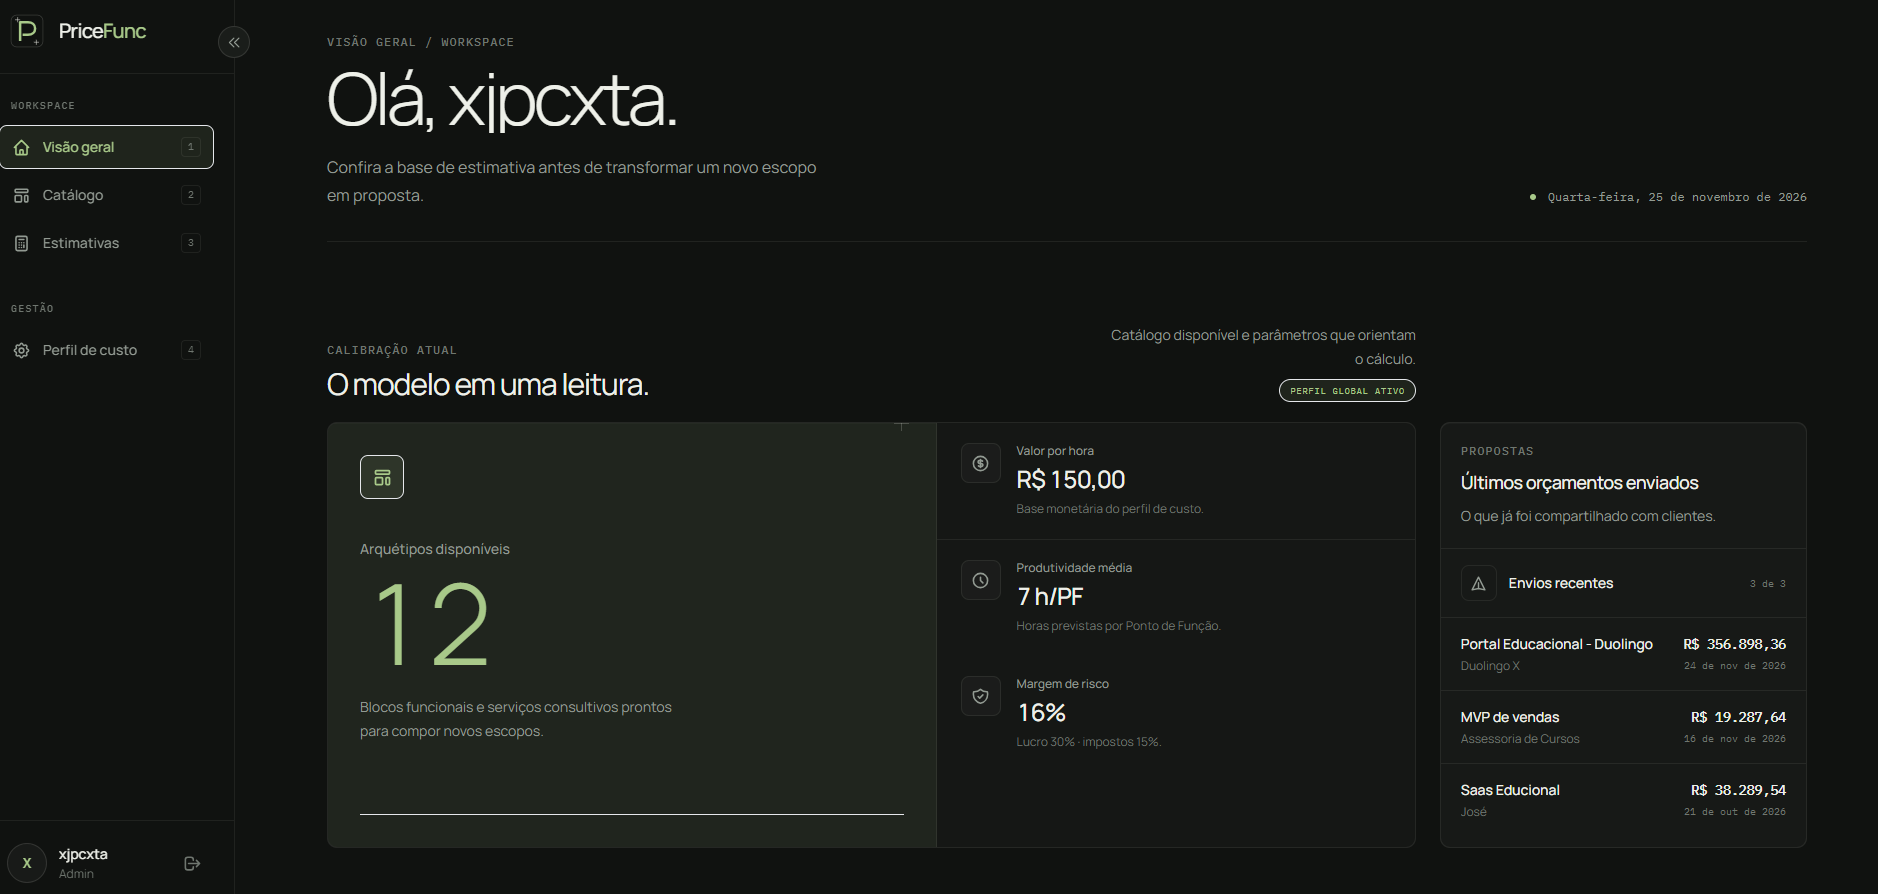 PriceFunc
WORKSPACE
Visão geral 1
Catálogo 2
Estimativas 3
GESTÃO
Perfil de custo 4
X
xjpcxta
Admin
VISÃO GERAL / WORKSPACE
Olá, xjpcxta.
Confira a base de estimativa antes de transformar um novo escopo
em proposta.
Quarta-feira, 25 de novembro de 2026
CALIBRAÇÃO ATUAL
O modelo em uma leitura.
Catálogo disponível e parâmetros que orientam
o cálculo.
PERFIL GLOBAL ATIVO
Arquétipos disponíveis
12
Blocos funcionais e serviços consultivos prontos
para compor novos escopos.
Valor por hora
R$ 150,00
Base monetária do perfil de custo.
Produtividade média
7 h/PF
Horas previstas por Ponto de Função.
Margem de risco
16%
Lucro 30% · impostos 15%.
PROPOSTAS
Últimos orçamentos enviados
O que já foi compartilhado com clientes.
Envios recentes 3 de 3
Portal Educacional - Duolingo R$ 356.898,36
Duolingo X 24 de nov de 2026
MVP de vendas R$ 19.287,64
Assessoria de Cursos 16 de nov de 2026
Saas Educional R$ 38.289,54
José 21 de out de 2026